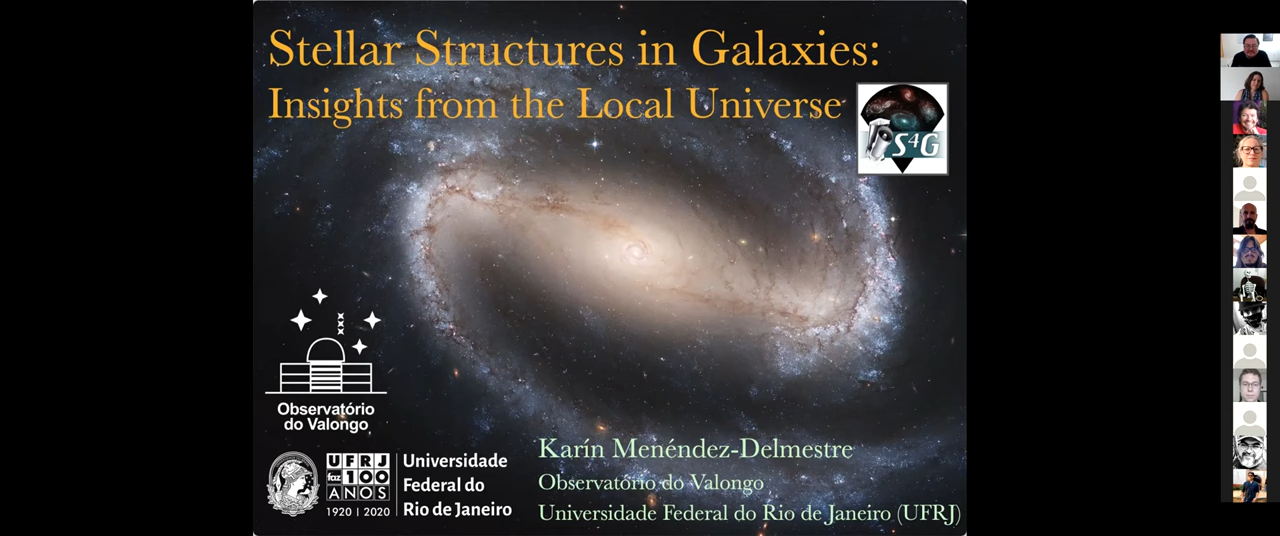 Stellar Structures in Galaxies:
Insights from the Local Universe
S⁴G
Observatório
do Valongo
UFRJ
faz 100
ANOS
1920 | 2020
Universidade
Federal do
Rio de Janeiro
Karín Menéndez-Delmestre
Observatório do Valongo
Universidade Federal do Rio de Janeiro (UFRJ)